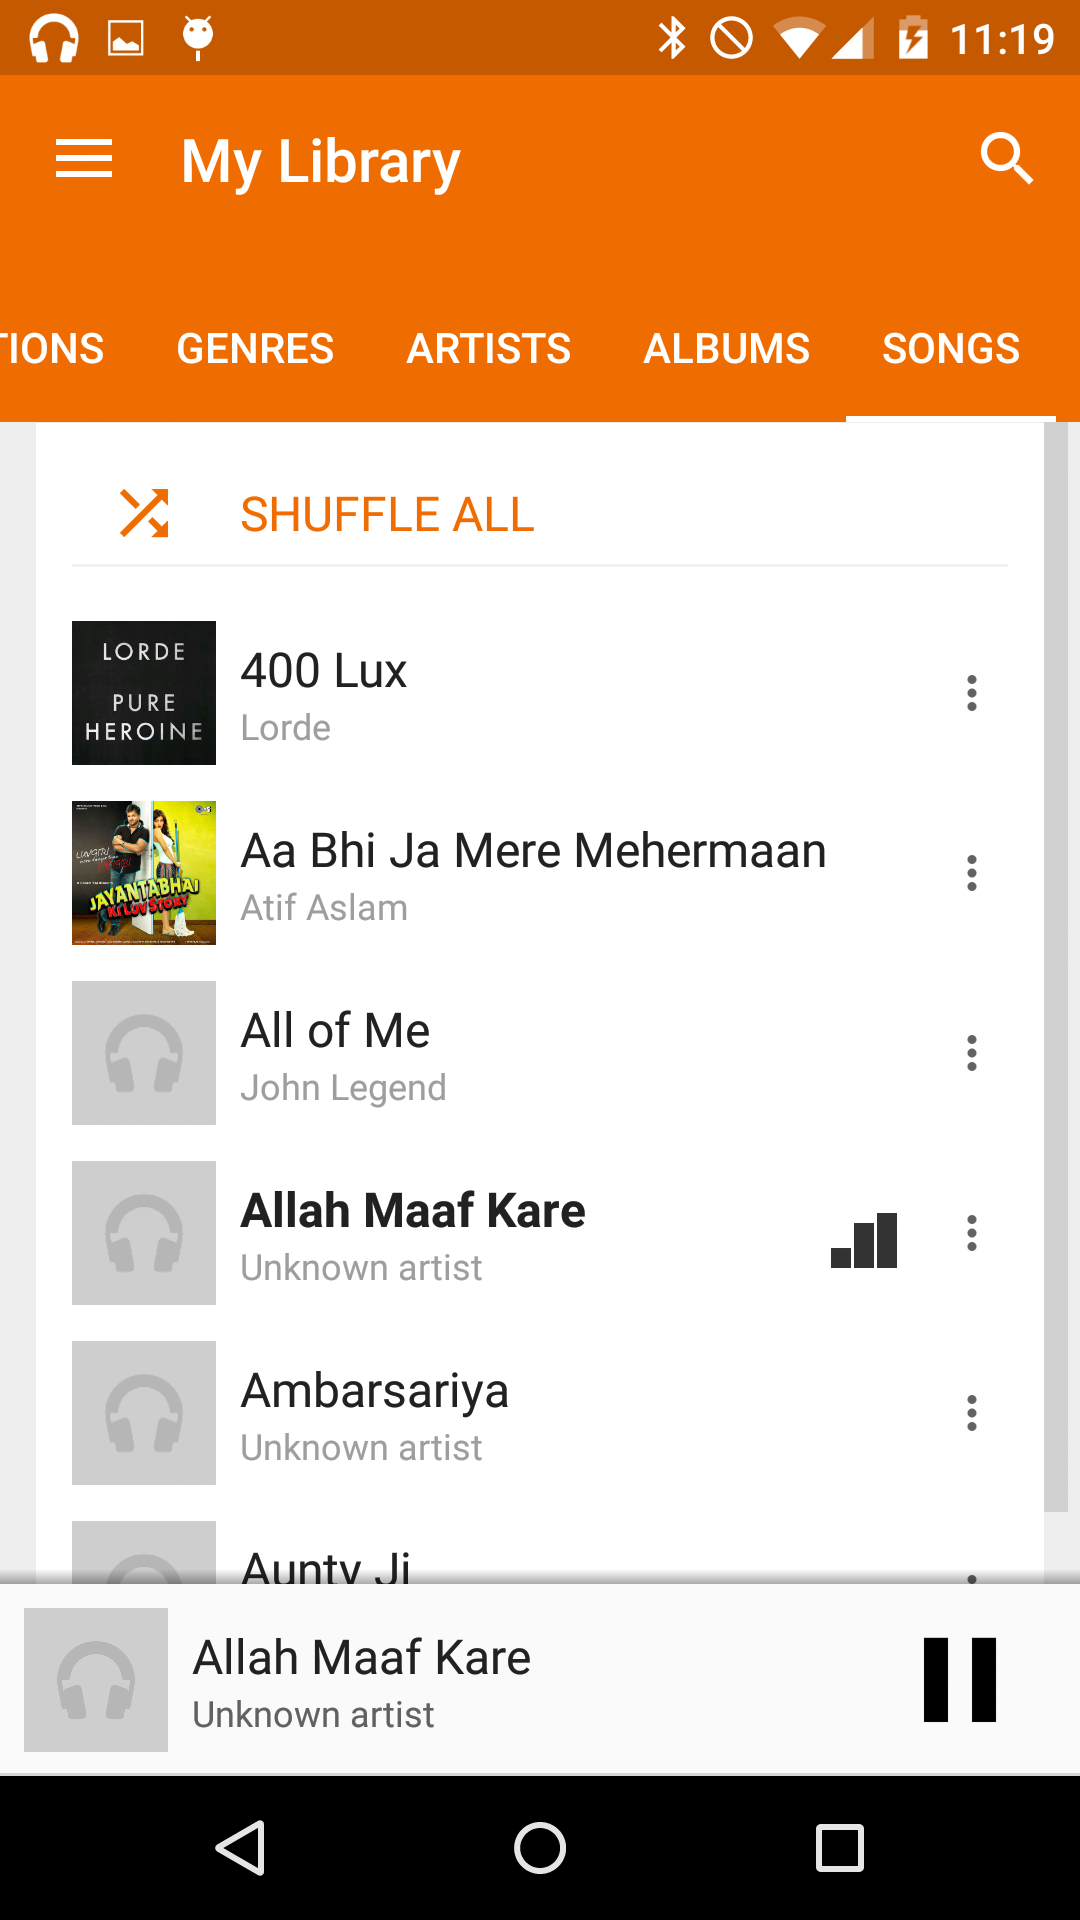 11:19
My Library
TIONS GENRES ARTISTS ALBUMS SONGS
SHUFFLE ALL
LORDE
PURE
HEROINE
400 Lux
Lorde
JAYANTABHAI
KI LUV STORY
Aa Bhi Ja Mere Mehermaan
Atif Aslam
All of Me
John Legend
Allah Maaf Kare
Unknown artist
Ambarsariya
Unknown artist
Aunty Ji
Allah Maaf Kare
Unknown artist